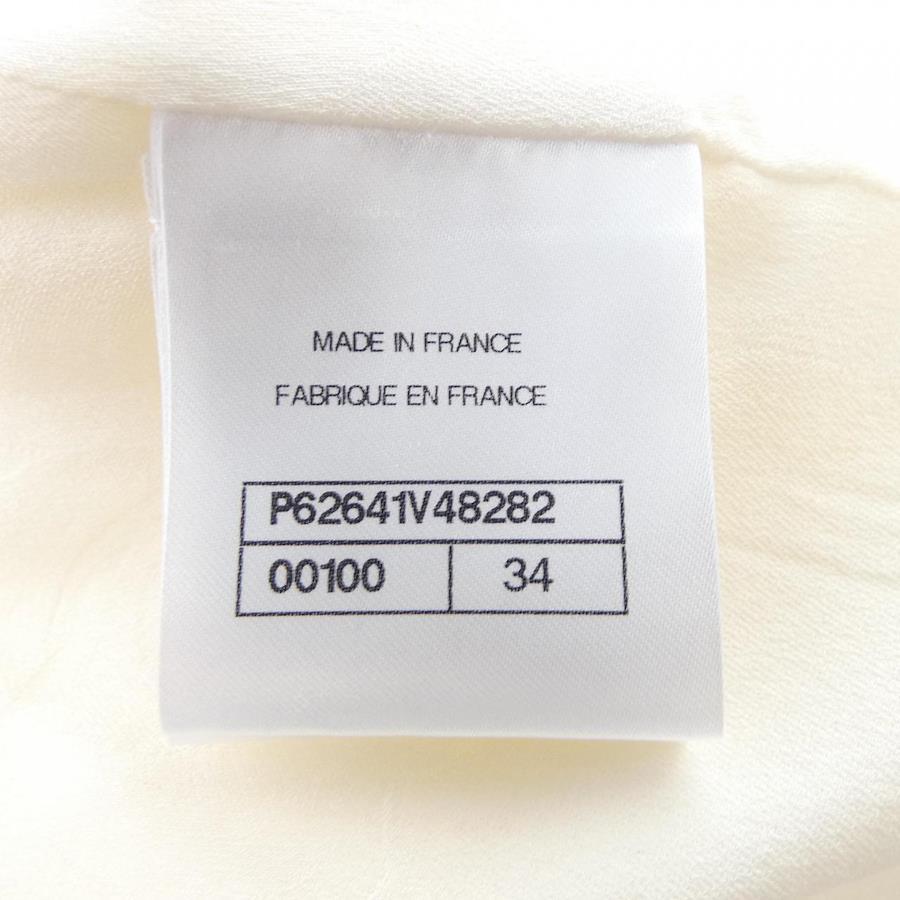 MADE IN FRANCE
FABRIQUE EN FRANCE
P62641V48282
00100 34